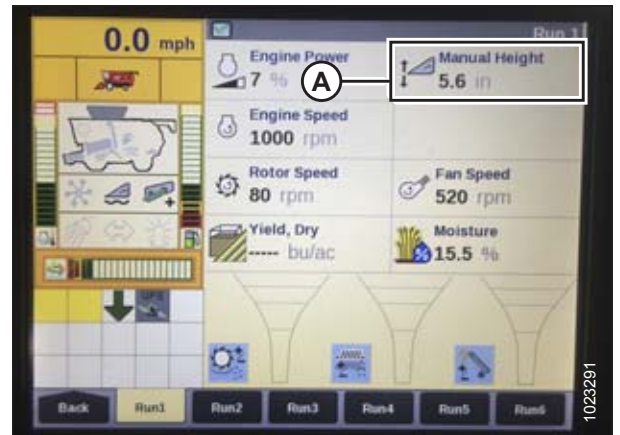 0.0 mph
Run 1
Engine Power
7 %
A
Manual Height
5.6 in
Engine Speed
1000 rpm
Rotor Speed
80 rpm
Fan Speed
520 rpm
Yield, Dry
----- bu/ac
Moisture
15.5 %
GPS
Back
Run1
Run2
Run3
Run4
Run5
Run6
1023291